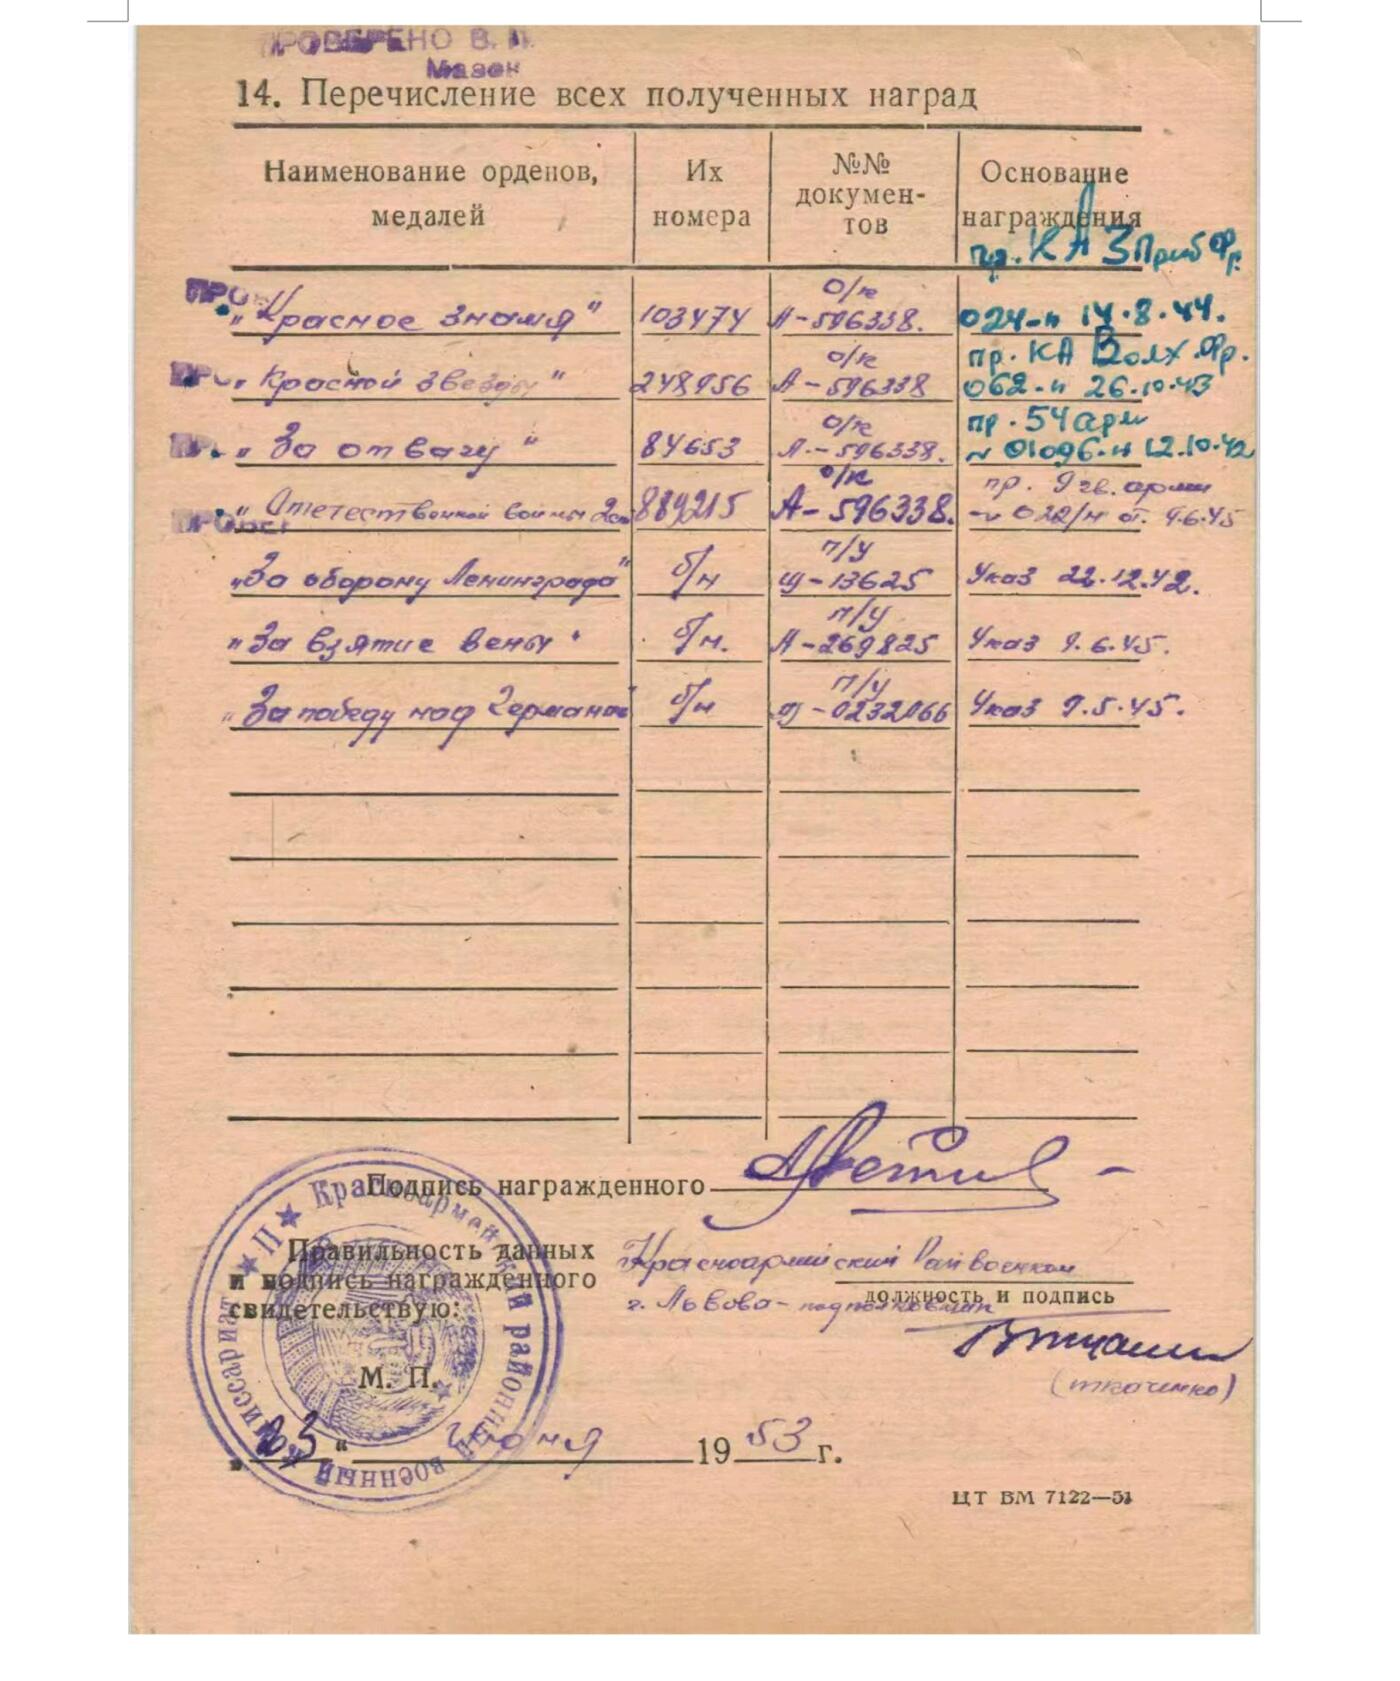 ПРОВЕРЕНО В. П.
Мазен
14. Перечисление всех полученных наград
Наименование орденов, медалей
Их номера
№№ документов
Основание награждения
пр. КА 3 Приб Фр.
ПРО
"Красное знамя" 103474 о/к А-596338. 024-н 14.8.44.
пр. КА Волх. Фр.
"Красной звезды" 248956 о/к А-596338 062-н 26.10.43
пр. 54 арм
"За отвагу" 84653 о/к А-596338. 01096-н 12.10.42
пр. 9 гв. армии
ПРОВЕ
"Отечественной войны 2 ст 889215 о/к А-596338. 022/н от. 9.6.45
"За оборону Ленинграда" б/н п/у Щ-13625 Указ 22.12.42.
"За взятие Вены" б/н. п/у А-269825 Указ 9.6.45.
"За победу над Германией" б/н п/у Щ-0232066 Указ 9.5.45.
Подпись награжденного
Правильность данных
и подпись награжденного
свидетельствую:
Красноармейский Райвоенком
г. Львова - подполковник
должность и подпись
М. П.
(Ткаченко)
Красноармейский районный военный комиссариат
"23" июня 1953 г.
ЦТ ВМ 7122—51